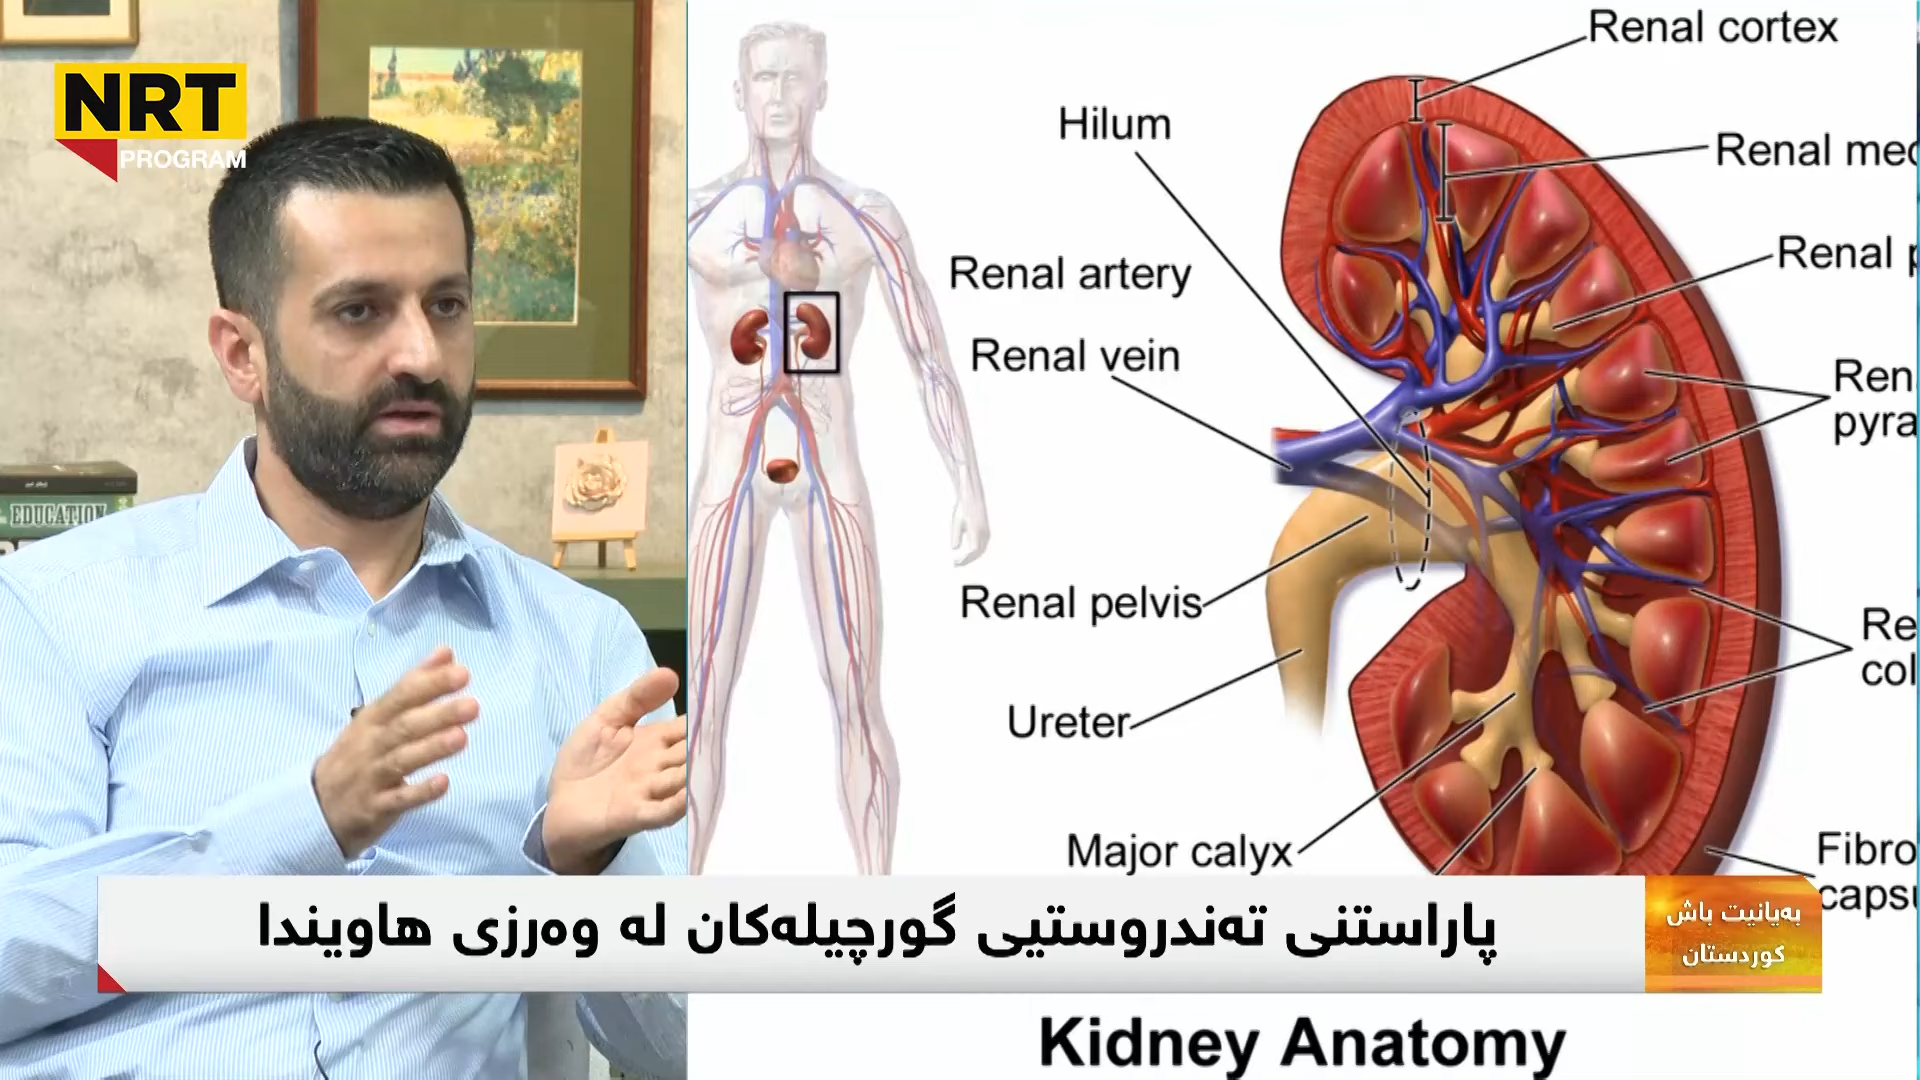 NRT
PROGRAM
EDUCATION
Renal cortex
Hilum
Renal artery
Renal vein
Renal pelvis
Ureter
Major calyx
پاراستنی تەندروستیی گورچیلەکان لە وەرزی هاویندا
بەیانیت باش
کوردستان
Kidney Anatomy